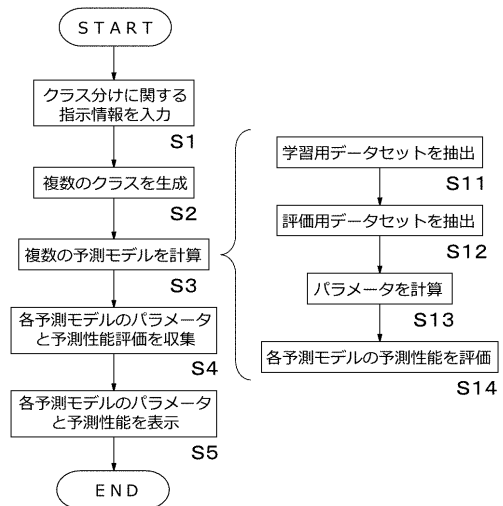 START
クラス分けに関する
指示情報を入力
S1
複数のクラスを生成
S2
複数の予測モデルを計算
S3
各予測モデルのパラメータ
と予測性能評価を収集
S4
各予測モデルのパラメータ
と予測性能を表示
S5
END
学習用データセットを抽出
S11
評価用データセットを抽出
S12
パラメータを計算
S13
各予測モデルの予測性能を評価
S14